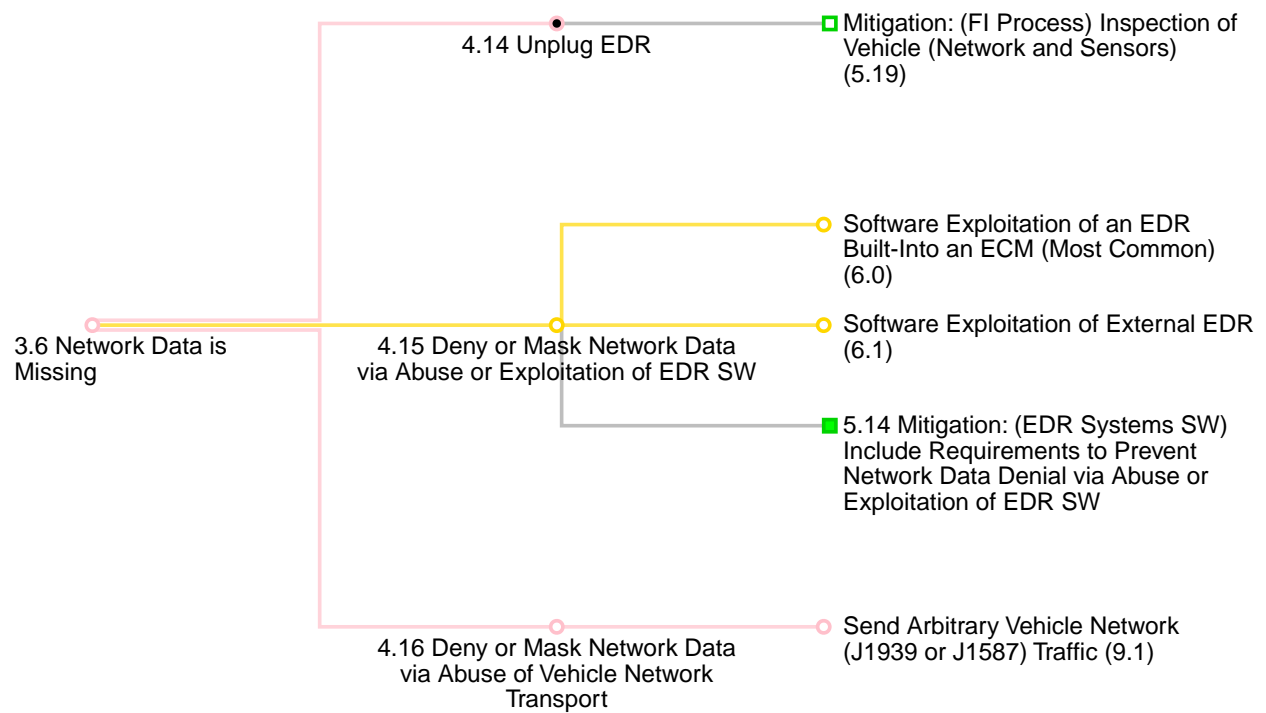 4.14 Unplug EDR
Mitigation: (FI Process) Inspection of
Vehicle (Network and Sensors)
(5.19)
Software Exploitation of an EDR
Built-Into an ECM (Most Common)
(6.0)
3.6 Network Data is
Missing
4.15 Deny or Mask Network Data
via Abuse or Exploitation of EDR SW
Software Exploitation of External EDR
(6.1)
5.14 Mitigation: (EDR Systems SW)
Include Requirements to Prevent
Network Data Denial via Abuse or
Exploitation of EDR SW
4.16 Deny or Mask Network Data
via Abuse of Vehicle Network
Transport
Send Arbitrary Vehicle Network
(J1939 or J1587) Traffic (9.1)